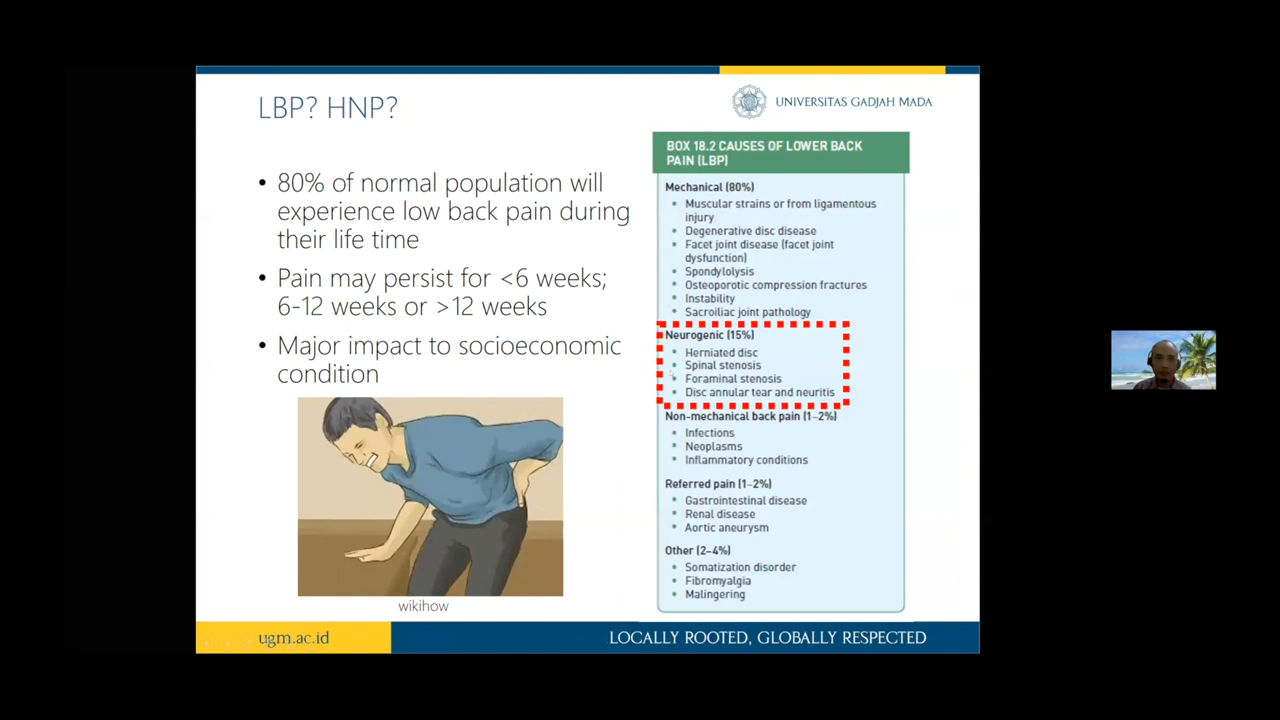 LBP? HNP?
UNIVERSITAS GADJAH MADA
• 80% of normal population will
experience low back pain during
their life time
• Pain may persist for <6 weeks;
6-12 weeks or >12 weeks
• Major impact to socioeconomic
condition
wikihow
BOX 18.2 CAUSES OF LOWER BACK
PAIN (LBP)
Mechanical (80%)
• Muscular strains or from ligamentous
injury
• Degenerative disc disease
• Facet joint disease (facet joint
dysfunction)
• Spondylolysis
• Osteoporotic compression fractures
• Instability
• Sacroiliac joint pathology
Neurogenic (15%)
• Herniated disc
• Spinal stenosis
• Foraminal stenosis
• Disc annular tear and neuritis
Non-mechanical back pain (1–2%)
• Infections
• Neoplasms
• Inflammatory conditions
Referred pain (1–2%)
• Gastrointestinal disease
• Renal disease
• Aortic aneurysm
Other (2–4%)
• Somatization disorder
• Fibromyalgia
• Malingering
ugm.ac.id
LOCALLY ROOTED, GLOBALLY RESPECTED